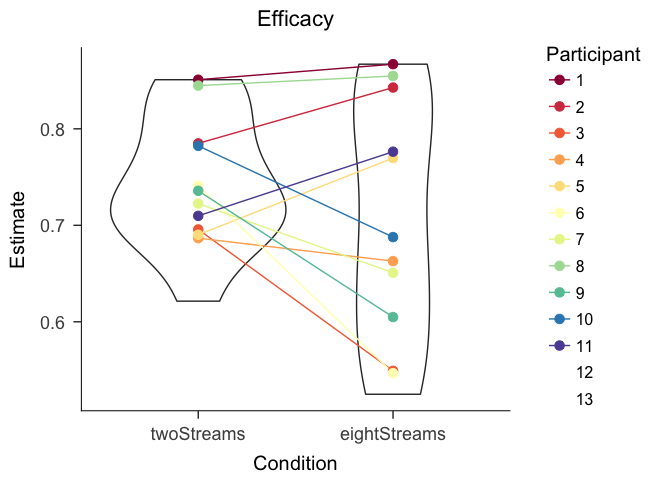 Efficacy
Estimate
0.8
0.7
0.6
twoStreams
eightStreams
Condition
Participant
1
2
3
4
5
6
7
8
9
10
11
12
13